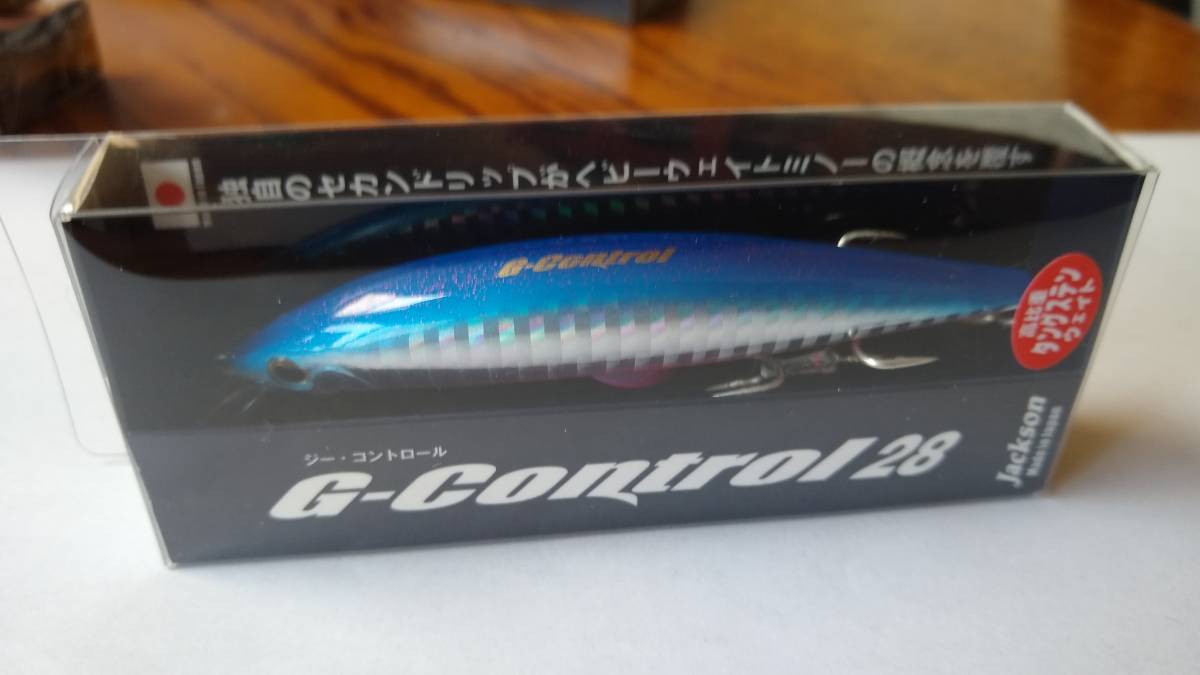 独自のセカンドリップがヘビーウェイトミノーの概念を覆す
G-Control
高比重
タングステン
ウェイト
ジー・コントロール
G-Control 28
Jackson
Made in Japan